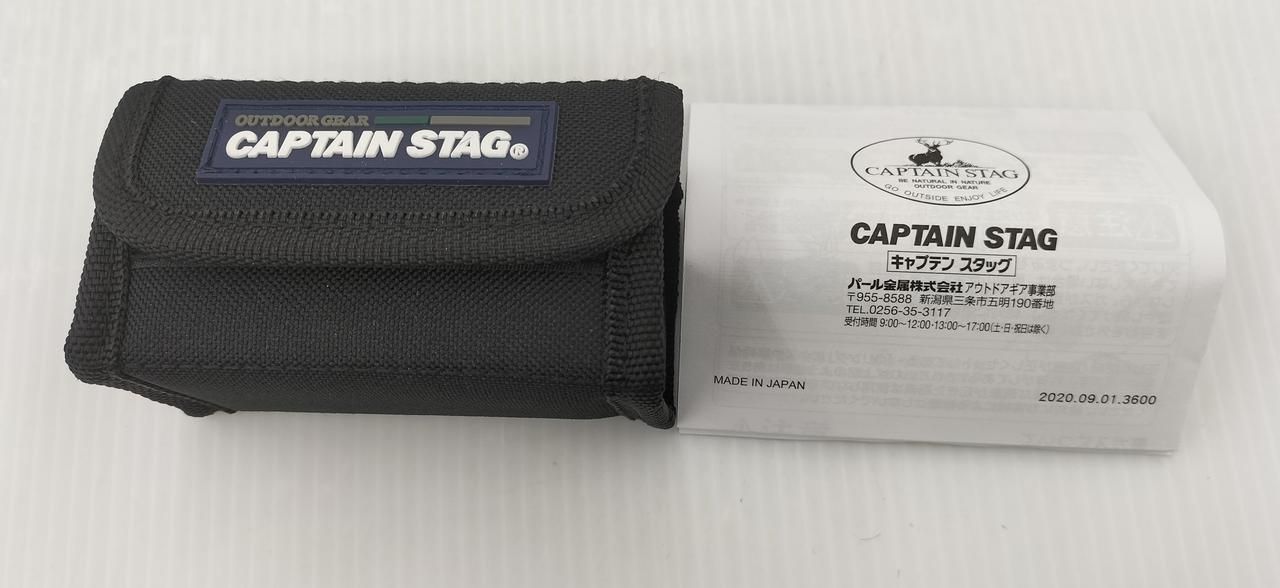 OUTDOOR GEAR
CAPTAIN STAG®
CAPTAIN STAG
BE NATURAL IN NATURE
OUTDOOR GEAR
GO OUTSIDE ENJOY LIFE
CAPTAIN STAG
キャプテン スタッグ
パール金属株式会社 アウトドアギア事業部
〒955-8588 新潟県三条市五明190番地
TEL.0256-35-3117
受付時間 9:00〜12:00・13:00〜17:00(土・日・祝日は除く)
MADE IN JAPAN
2020.09.01.3600